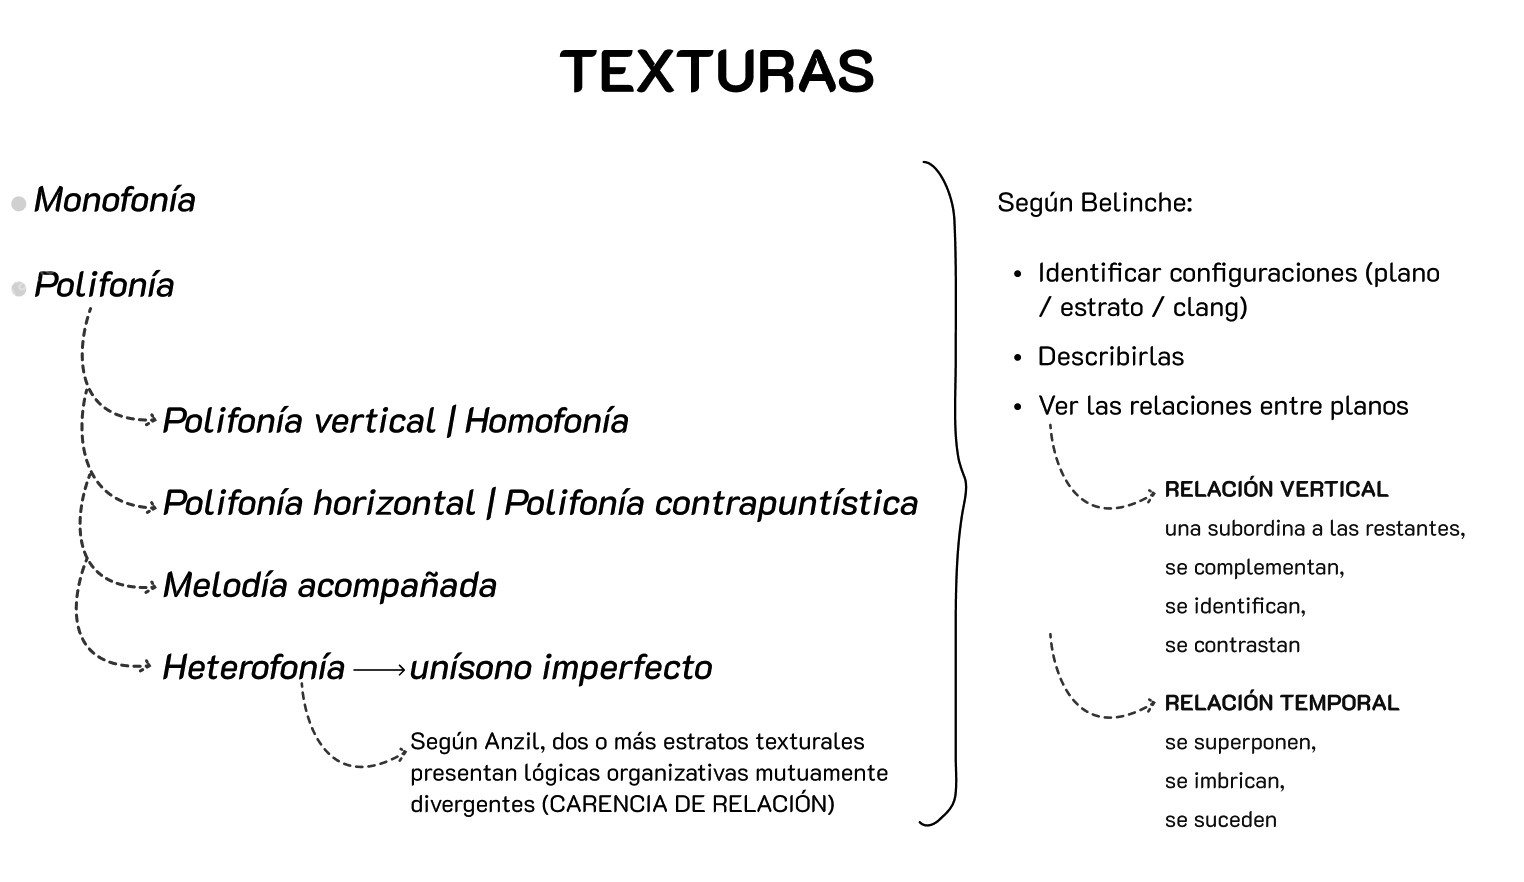 TEXTURAS
Monofonía
Polifonía
Polifonía vertical | Homofonía
Polifonía horizontal | Polifonía contrapuntística
Melodía acompañada
Heterofonía → unísono imperfecto
Según Anzil, dos o más estratos texturales
presentan lógicas organizativas mutuamente
divergentes (CARENCIA DE RELACIÓN)
Según Belinche:
• Identificar configuraciones (plano
/ estrato / clang)
• Describirlas
• Ver las relaciones entre planos
RELACIÓN VERTICAL
una subordina a las restantes,
se complementan,
se identifican,
se contrastan
RELACIÓN TEMPORAL
se superponen,
se imbrican,
se suceden